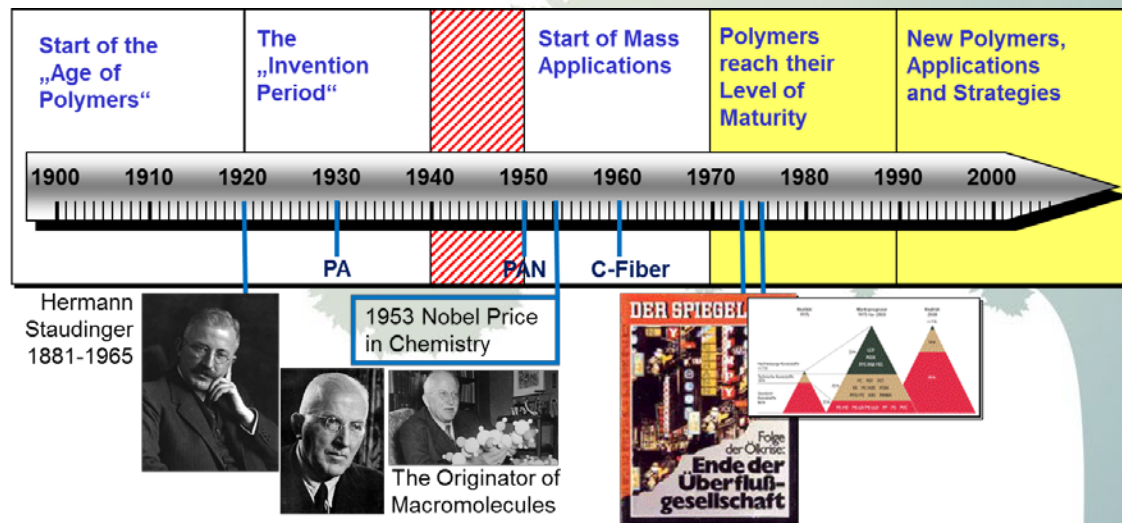 Start of the
„Age of
Polymers“
The
„Invention
Period“
Start of Mass
Applications
Polymers
reach their
Level of
Maturity
New Polymers,
Applications
and Strategies
1900 1910 1920 1930 1940 1950 1960 1970 1980 1990 2000
PA
PAN
C-Fiber
Hermann
Staudinger
1881-1965
1953 Nobel Price
in Chemistry
The Originator of
Macromolecules
DER SPIEGEL
Folge
der Ölkrise:
Ende der
Überfluß-
gesellschaft